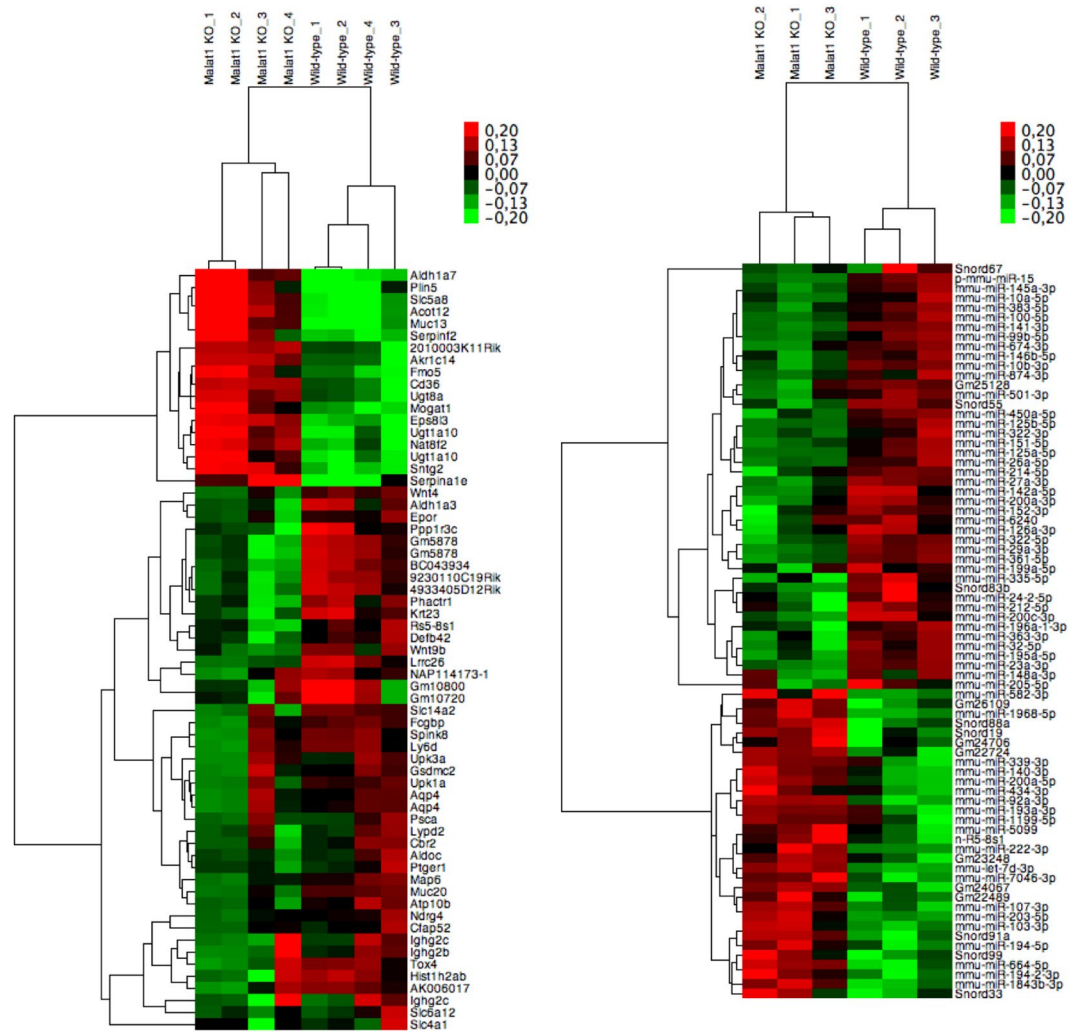 Malat1 KO_1
Malat1 KO_2
Malat1 KO_3
Malat1 KO_4
Wild-type_1
Wild-type_2
Wild-type_4
Wild-type_3
0,20
0,13
0,07
0,00
-0,07
-0,13
-0,20
Aldh1a7
Plin5
Slc5a8
Acot12
Muc13
Serpinf2
2010003K11Rik
Akr1c14
Fmo5
Cd36
Ugt8a
Mogat1
Eps8l3
Ugt1a10
Nat8f2
Ugt1a10
Sntg2
Serpina1e
Wnt4
Aldh1a3
Epor
Ppp1r3c
Gm5878
Gm5878
BC043934
9230110C19Rik
4933405D12Rik
Phactr1
Krt23
Rs5-8s1
Defb42
Wnt9b
Lrrc26
NAP114173-1
Gm10800
Gm10720
Slc14a2
Fcgbp
Spink8
Ly6d
Upk3a
Gsdmc2
Upk1a
Aqp4
Aqp4
Psca
Lypd2
Cbr2
Aldoc
Ptger1
Map6
Muc20
Atp10b
Ndrg4
Cfap52
Ighg2c
Ighg2b
Tox4
Hist1h2ab
AK006017
Ighg2c
Slc6a12
Slc4a1
Malat1 KO_2
Malat1 KO_1
Malat1 KO_3
Wild-type_1
Wild-type_2
Wild-type_3
0,20
0,13
0,07
0,00
-0,07
-0,13
-0,20
Snord67
p-mmu-miR-15
mmu-miR-145a-3p
mmu-miR-10a-5p
mmu-miR-383-5p
mmu-miR-100-5p
mmu-miR-141-3p
mmu-miR-99b-5p
mmu-miR-674-3p
mmu-miR-146b-5p
mmu-miR-10b-3p
mmu-miR-874-3p
Gm25128
mmu-miR-501-3p
Snord55
mmu-miR-450a-5p
mmu-miR-125b-5p
mmu-miR-322-3p
mmu-miR-151-5p
mmu-miR-125a-5p
mmu-miR-26a-5p
mmu-miR-214-5p
mmu-miR-27a-3p
mmu-miR-142a-5p
mmu-miR-200a-3p
mmu-miR-152-3p
mmu-miR-6240
mmu-miR-126a-3p
mmu-miR-322-5p
mmu-miR-29a-3p
mmu-miR-361-5p
mmu-miR-199a-5p
mmu-miR-335-5p
Snord83b
mmu-miR-24-2-5p
mmu-miR-212-5p
mmu-miR-200c-3p
mmu-miR-196a-1-3p
mmu-miR-363-3p
mmu-miR-32-5p
mmu-miR-195a-5p
mmu-miR-23a-3p
mmu-miR-148a-3p
mmu-miR-205-5p
mmu-miR-582-3p
Gm26109
mmu-miR-1968-5p
Snord88a
Snord19
Gm24706
Gm22724
mmu-miR-339-3p
mmu-miR-140-3p
mmu-miR-200a-5p
mmu-miR-434-3p
mmu-miR-92a-3p
mmu-miR-193a-3p
mmu-miR-1199-5p
mmu-miR-5099
n-R5-8s1
mmu-miR-222-3p
Gm23248
mmu-let-7d-3p
mmu-miR-7046-3p
Gm24067
Gm22489
mmu-miR-107-3p
mmu-miR-203-5p
mmu-miR-103-3p
Snord91a
mmu-miR-194-5p
Snord99
mmu-miR-664-5p
mmu-miR-194-2-3p
mmu-miR-1843b-3p
Snord33